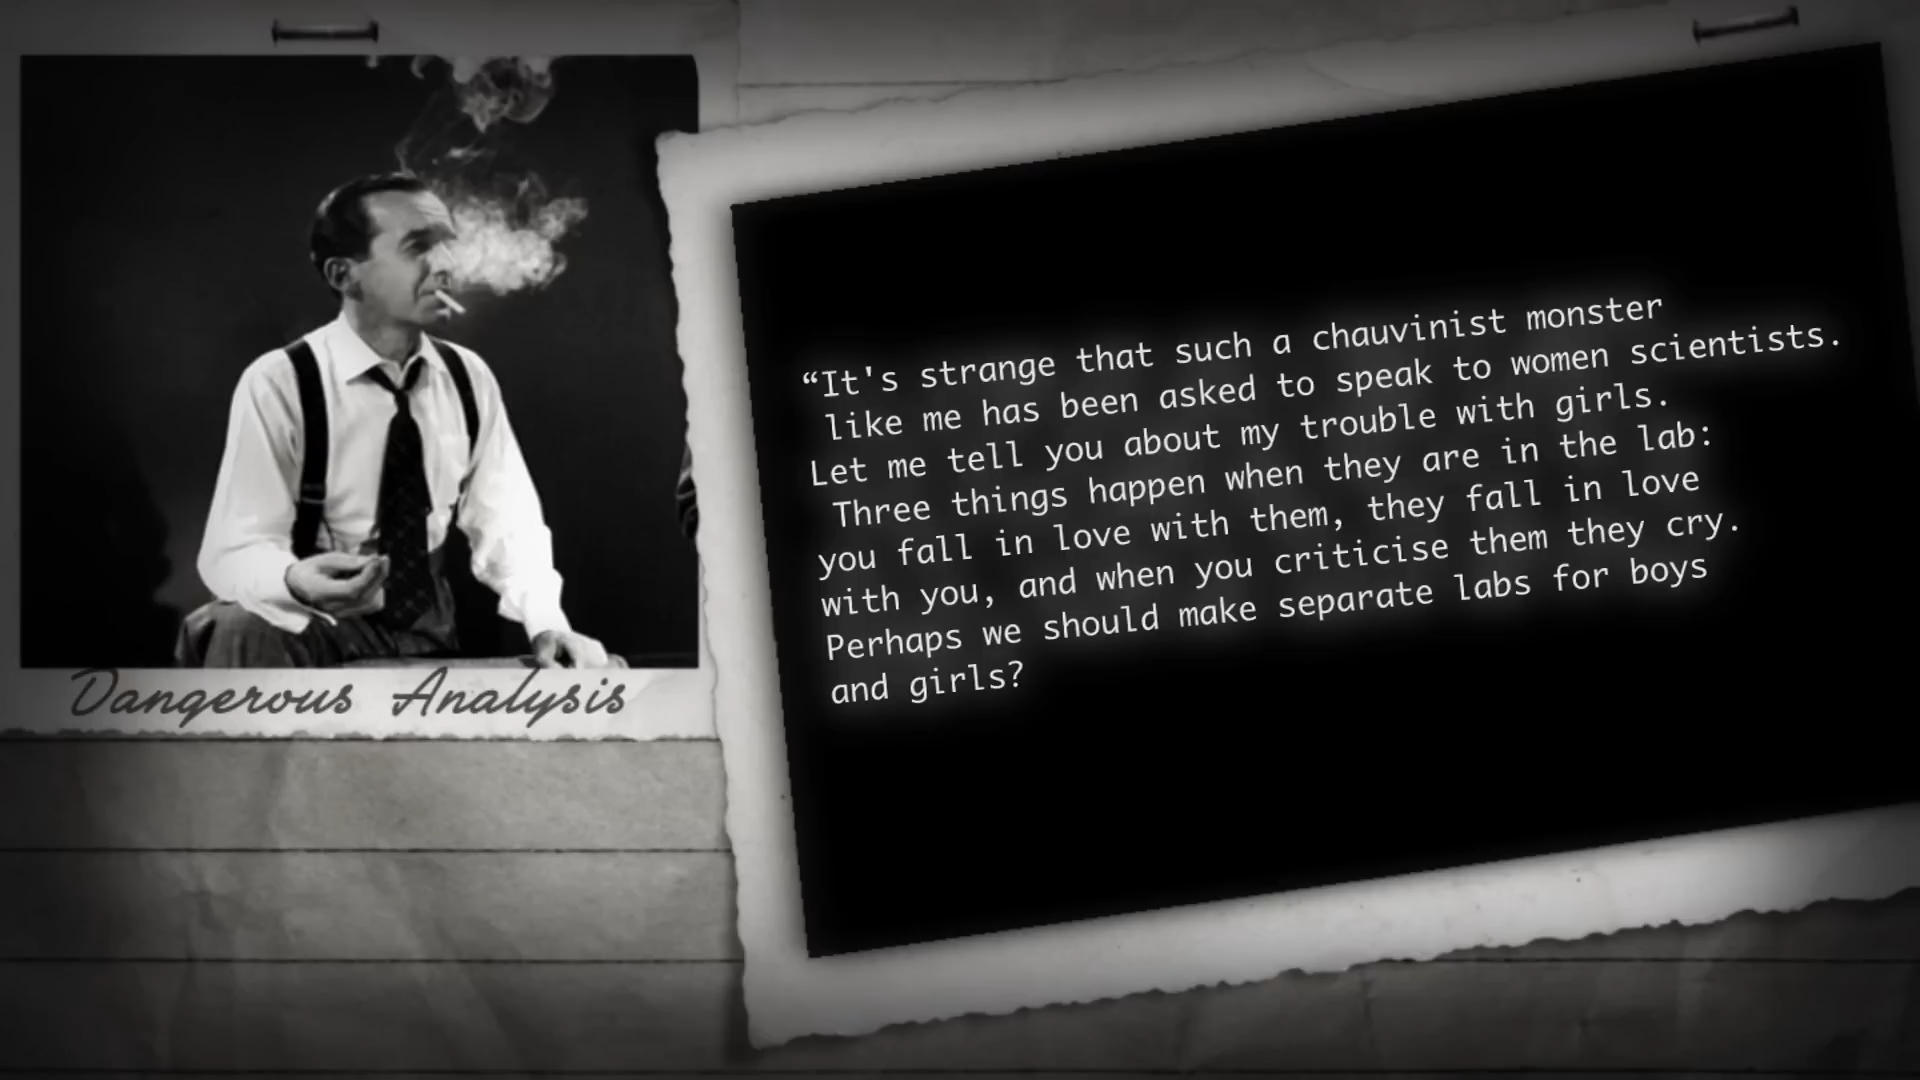 Dangerous Analysis
“It's strange that such a chauvinist monster
like me has been asked to speak to women scientists.
Let me tell you about my trouble with girls.
Three things happen when they are in the lab:
you fall in love with them, they fall in love
with you, and when you criticise them they cry.
Perhaps we should make separate labs for boys
and girls?